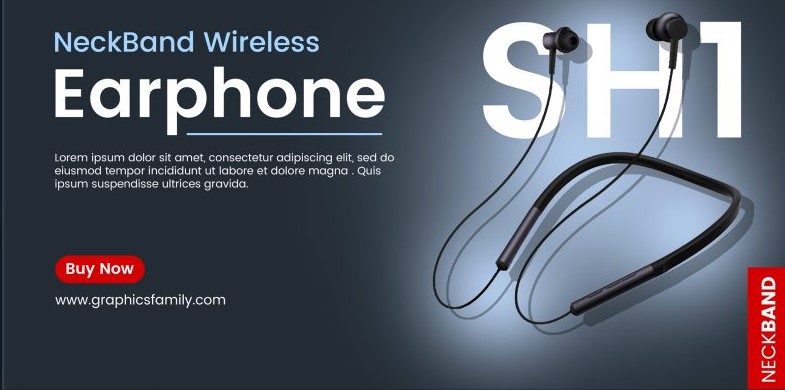 NeckBand Wireless
Earphone
Lorem ipsum dolor sit amet, consectetur adipiscing elit, sed do
eiusmod tempor incididunt ut labore et dolore magna . Quis
ipsum suspendisse ultrices gravida.
Buy Now
www.graphicsfamily.com
SH1
NECKBAND